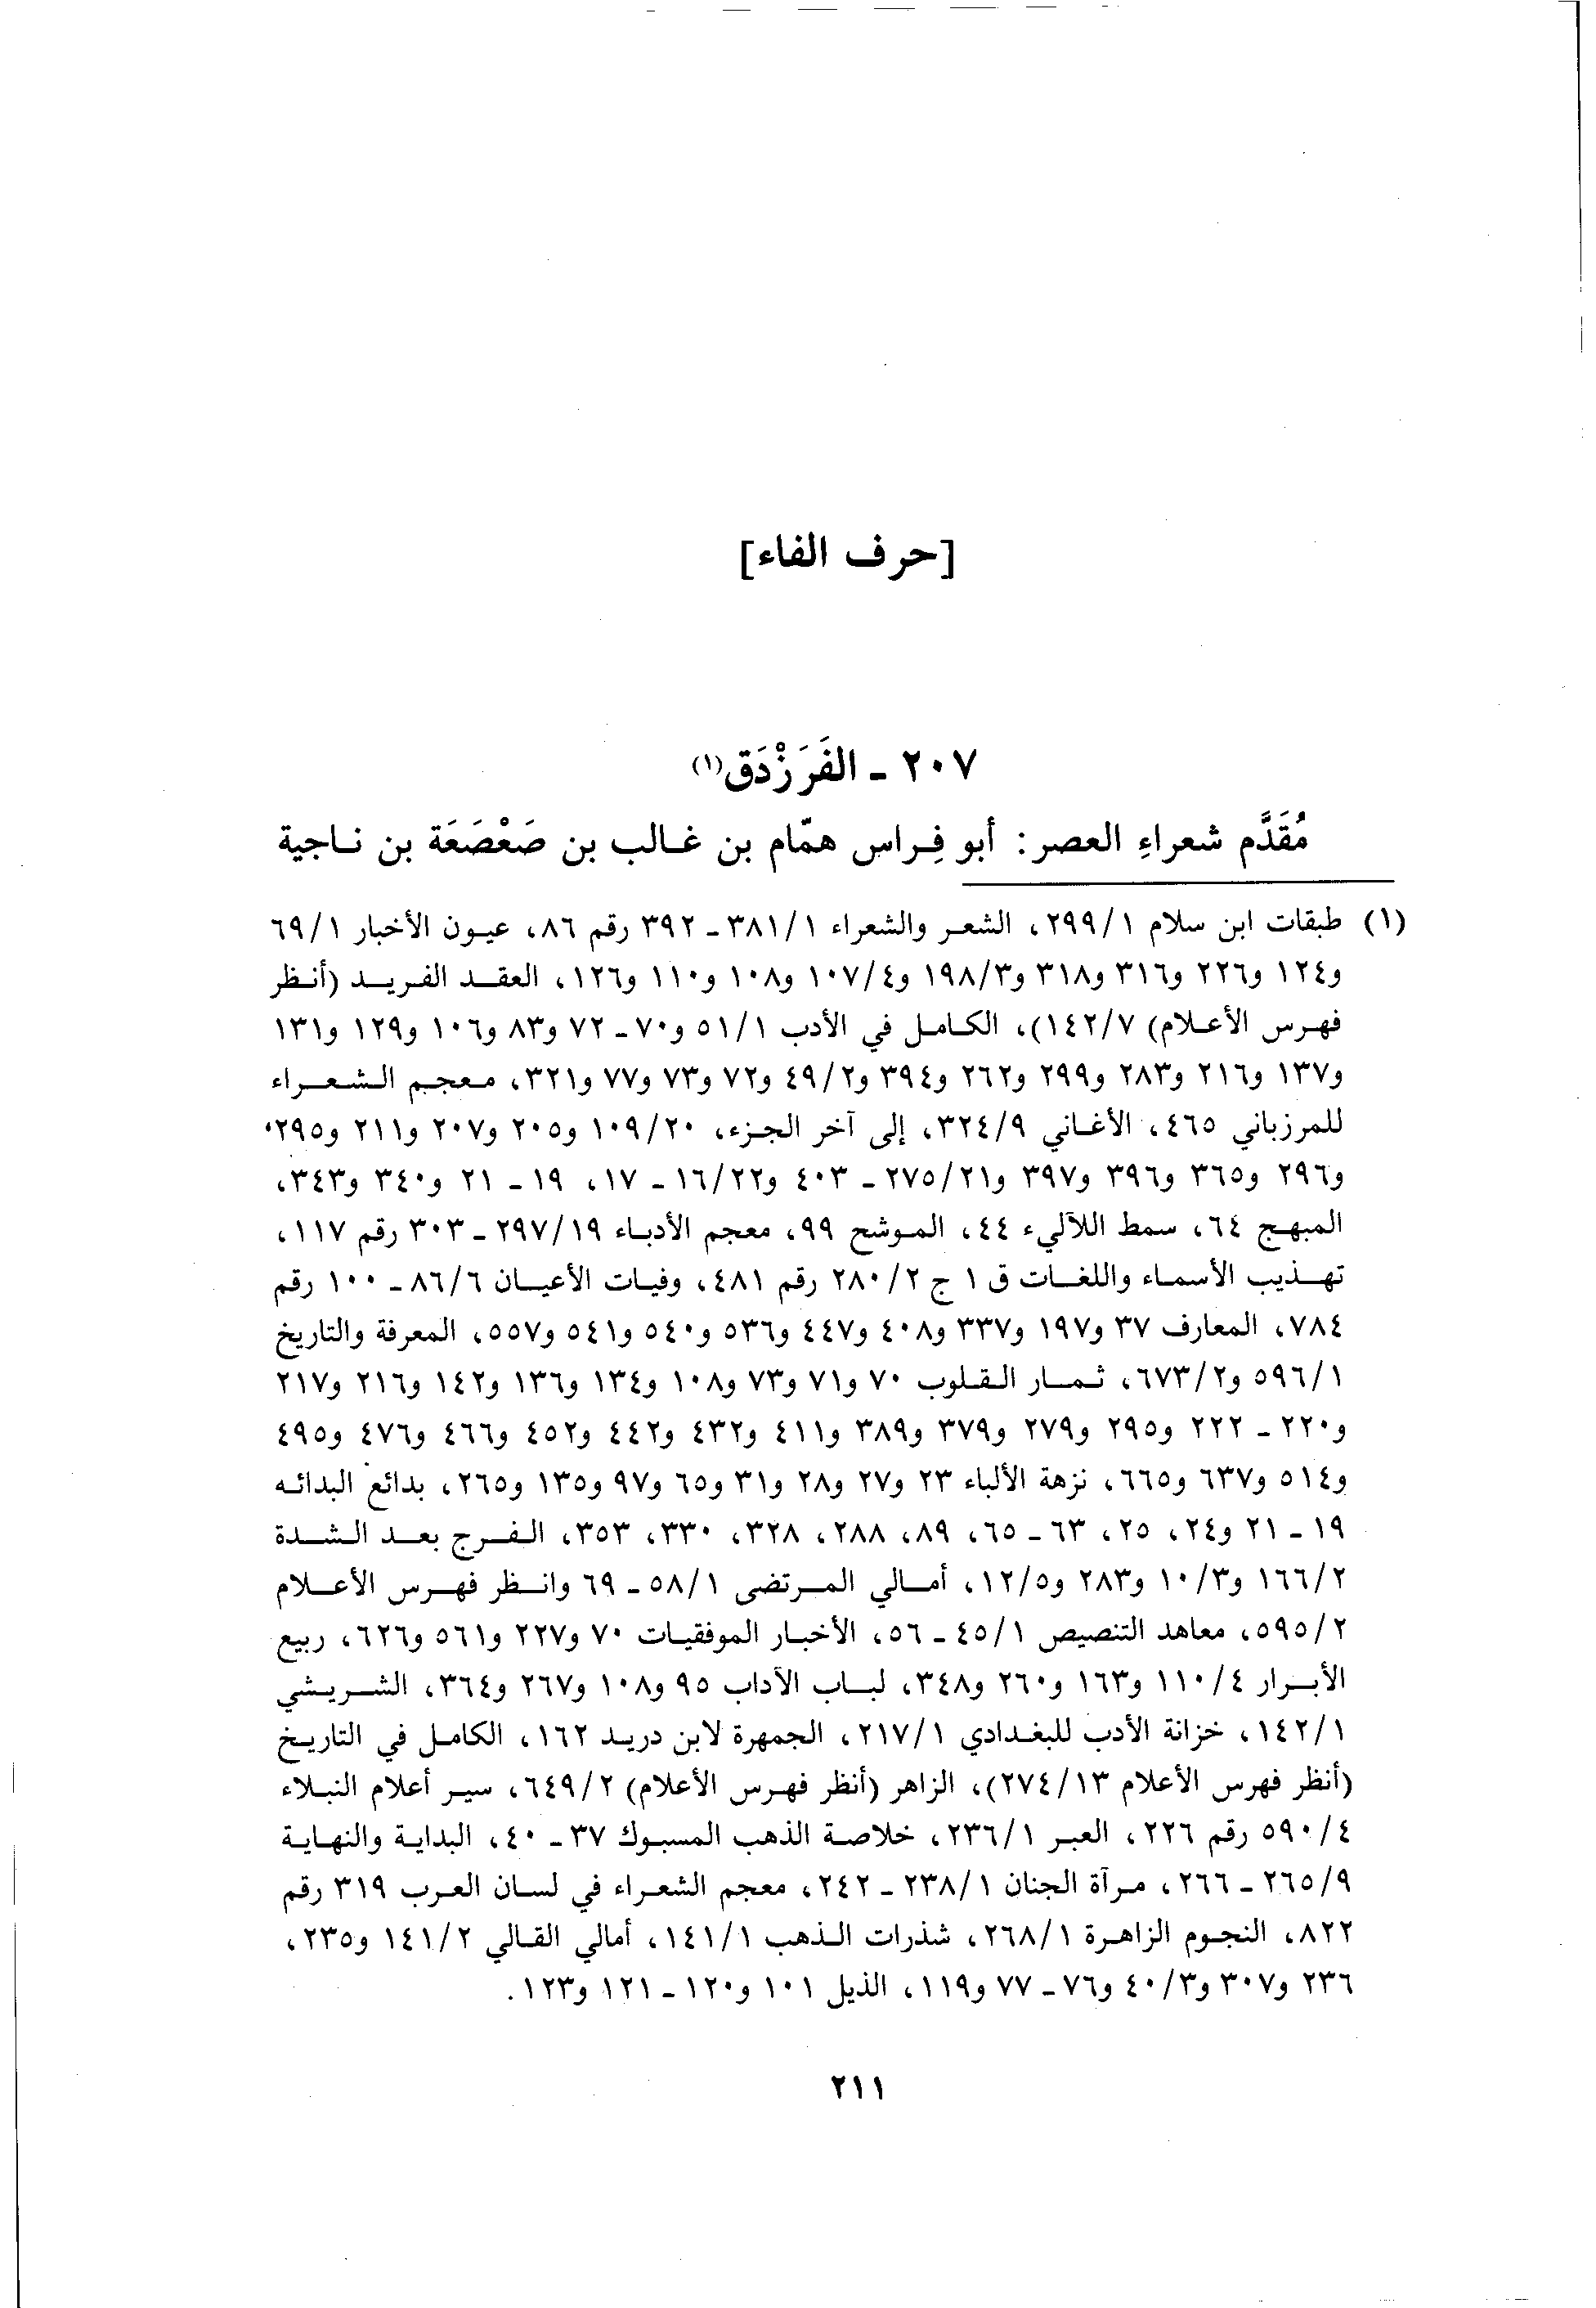 [حرف الفاء]
٢٠٧ - الفَرَزْدَق(١)
مُقَدَّم شعراءِ العصر: أبو فِراس همّام بن غالب بن صَعْصَعَة بن ناجية
(١) طبقات ابن سلام ٢٩٩/١، الشعر والشعراء ٣٨١/١ - ٣٩٢ رقم ٨٦، عيون الأخبار ٦٩/١
و١٢٤ و٢٢٦ و٣١٦ و٣١٨ و١٩٨/٣ و١٠٧/٤ و١٠٨ و١١٠ و١٢٦، العقد الفريد (أنظر
فهرس الأعلام) ١٤٢/٧)، الكامل في الأدب ٥١/١ و٧٠ - ٧٢ و٨٣ و١٠٦ و١٢٩ و١٣١
و١٣٧ و٢١٦ و٢٨٣ و٢٩٩ و٢٦٢ و٣٩٤ و٤٩/٢ و٧٢ و٧٣ و٧٧ و٣٢١، معجم الشعراء
للمرزباني ٤٦٥، الأغاني ٣٢٤/٩، إلى آخر الجزء، ١٠٩/٢٠ و٢٠٥ و٢٠٧ و٢١١ و٢٩٥،
و٢٩٦ و٣٦٥ و٣٩٦ و٣٩٧ و٢٧٥/٢١ - ٤٠٣ و١٦/٢٢ - ١٧، ١٩ - ٢١ و٣٤٠ و٣٤٣،
المبهج ٦٤، سمط اللآليء ٤٤، الموشح ٩٩، معجم الأدباء ٢٩٧/١٩ - ٣٠٣ رقم ١١٧،
تهذيب الأسماء واللغات ق ١ ج ٢٨٠/٢ رقم ٤٨١، وفيات الأعيان ٨٦/٦ - ١٠٠ رقم
٧٨٤، المعارف ٣٧ و١٩٧ و٣٣٧ و٤٠٨ و٤٤٧ و٥٣٦ و٥٤٠ و٥٤١ و٥٥٧، المعرفة والتاريخ
٥٩٦/١ و٦٧٣/٢، ثمار القلوب ٧٠ و٧١ و٧٣ و١٠٨ و١٣٤ و١٣٦ و١٤٢ و٢١٦ و٢١٧
و٢٢٠ - ٢٢٢ و٢٩٥ و٢٧٩ و٣٧٩ و٣٨٩ و٤١١ و٤٣٢ و٤٤٢ و٤٥٢ و٤٦٦ و٤٧٦ و٤٩٥
و٥١٤ و٦٣٧ و٦٦٥، نزهة الألباء ٢٣ و٢٧ و٢٨ و٣١ و٦٥ و٩٧ و١٣٥ و٢٦٥، بدائع البدائه
١٩ - ٢١ و٢٤، ٢٥، ٦٣ - ٦٥، ٨٩، ٢٨٨، ٣٢٨، ٣٣٠، ٣٥٣، الفرج بعد الشدة
١٦٦/٢ و١٠/٣ و٢٨٣ و١٢/٥، أمالي المرتضى ٥٨/١ - ٦٩ وانظر فهرس الأعلام
٥٩٥/٢، معاهد التنصيص ٤٥/١ - ٥٦، الأخبار الموفقيات ٧٠ و٢٢٧ و٥٦١ و٦٢٦، ربيع
الأبرار ١١٠/٤ و١٦٣ و٢٦٠ و٣٤٨، لباب الآداب ٩٥ و١٠٨ و٢٦٧ و٣٦٤، الشريشي
١٤٢/١، خزانة الأدب للبغدادي ٢١٧/١، الجمهرة لابن دريد ١٦٢، الكامل في التاريخ
(أنظر فهرس الأعلام ٢٧٤/١٣)، الزاهر (أنظر فهرس الأعلام) ٦٤٩/٢، سير أعلام النبلاء
٥٩٠/٤ رقم ٢٢٦، العبر ٢٣٦/١، خلاصة الذهب المسبوك ٣٧ - ٤٠، البداية والنهاية
٢٦٥/٩ - ٢٦٦، مرآة الجنان ٢٣٨/١ - ٢٤٢، معجم الشعراء في لسان العرب ٣١٩ رقم
٨٢٢، النجوم الزاهرة ٢٦٨/١، شذرات الذهب ١٤١/١، أمالي القالي ١٤١/٢ و٢٣٥،
٢٣٦ و٣٠٧ و٤٠/٣ و٧٦ - ٧٧ و١١٩، الذيل ١٠١ و١٢٠ - ١٢١ و١٢٣.
٢١١